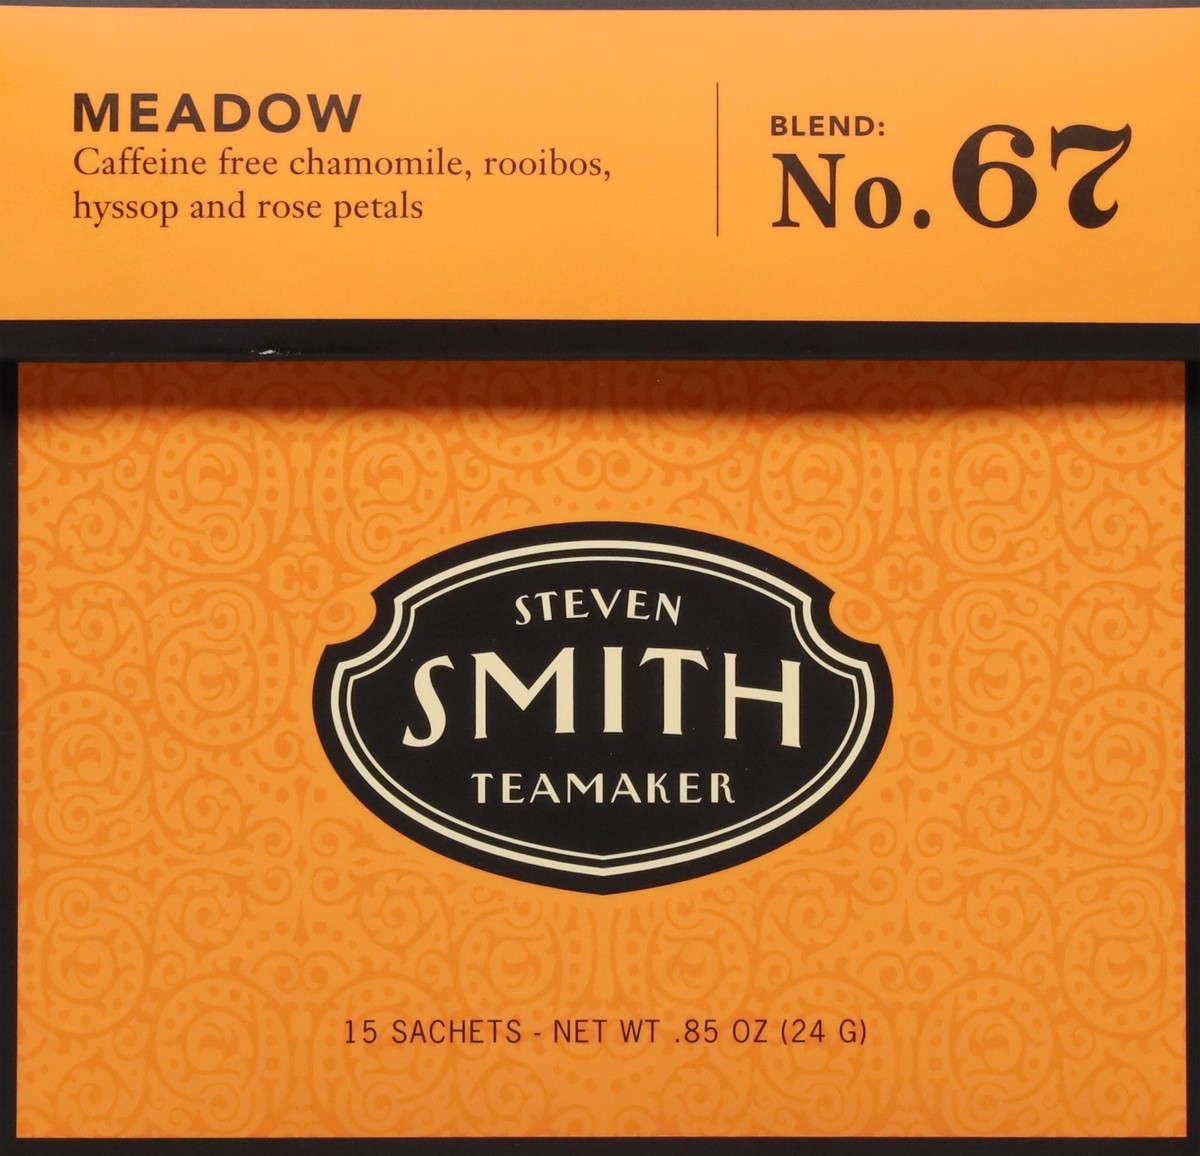 MEADOW
Caffeine free chamomile, rooibos,
hyssop and rose petals
BLEND:
No. 67
STEVEN
SMITH
TEAMAKER
15 SACHETS - NET WT .85 OZ (24 G)